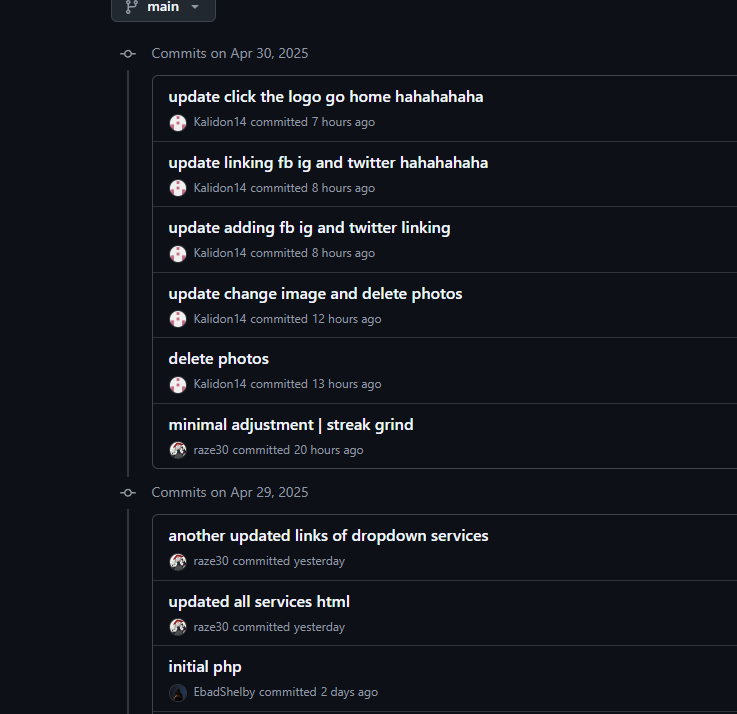 main
Commits on Apr 30, 2025
update click the logo go home hahahahaha
Kalidon14 committed 7 hours ago
update linking fb ig and twitter hahahahaha
Kalidon14 committed 8 hours ago
update adding fb ig and twitter linking
Kalidon14 committed 8 hours ago
update change image and delete photos
Kalidon14 committed 12 hours ago
delete photos
Kalidon14 committed 13 hours ago
minimal adjustment | streak grind
raze30 committed 20 hours ago
Commits on Apr 29, 2025
another updated links of dropdown services
raze30 committed yesterday
updated all services html
raze30 committed yesterday
initial php
EbadShelby committed 2 days ago